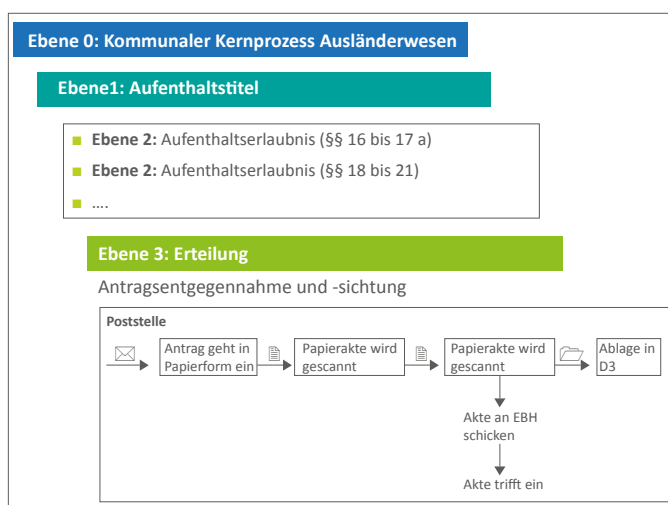 Ebene 0: Kommunaler Kernprozess Ausländerwesen
Ebene1: Aufenthaltstitel
Ebene 2: Aufenthaltserlaubnis (§§ 16 bis 17 a)
Ebene 2: Aufenthaltserlaubnis (§§ 18 bis 21)
....
Ebene 3: Erteilung
Antragsentgegennahme und -sichtung
Poststelle
Antrag geht in
Papierform ein
Papierakte wird
gescannt
Papierakte wird
gescannt
Ablage in
D3
Akte an EBH
schicken
Akte trifft ein